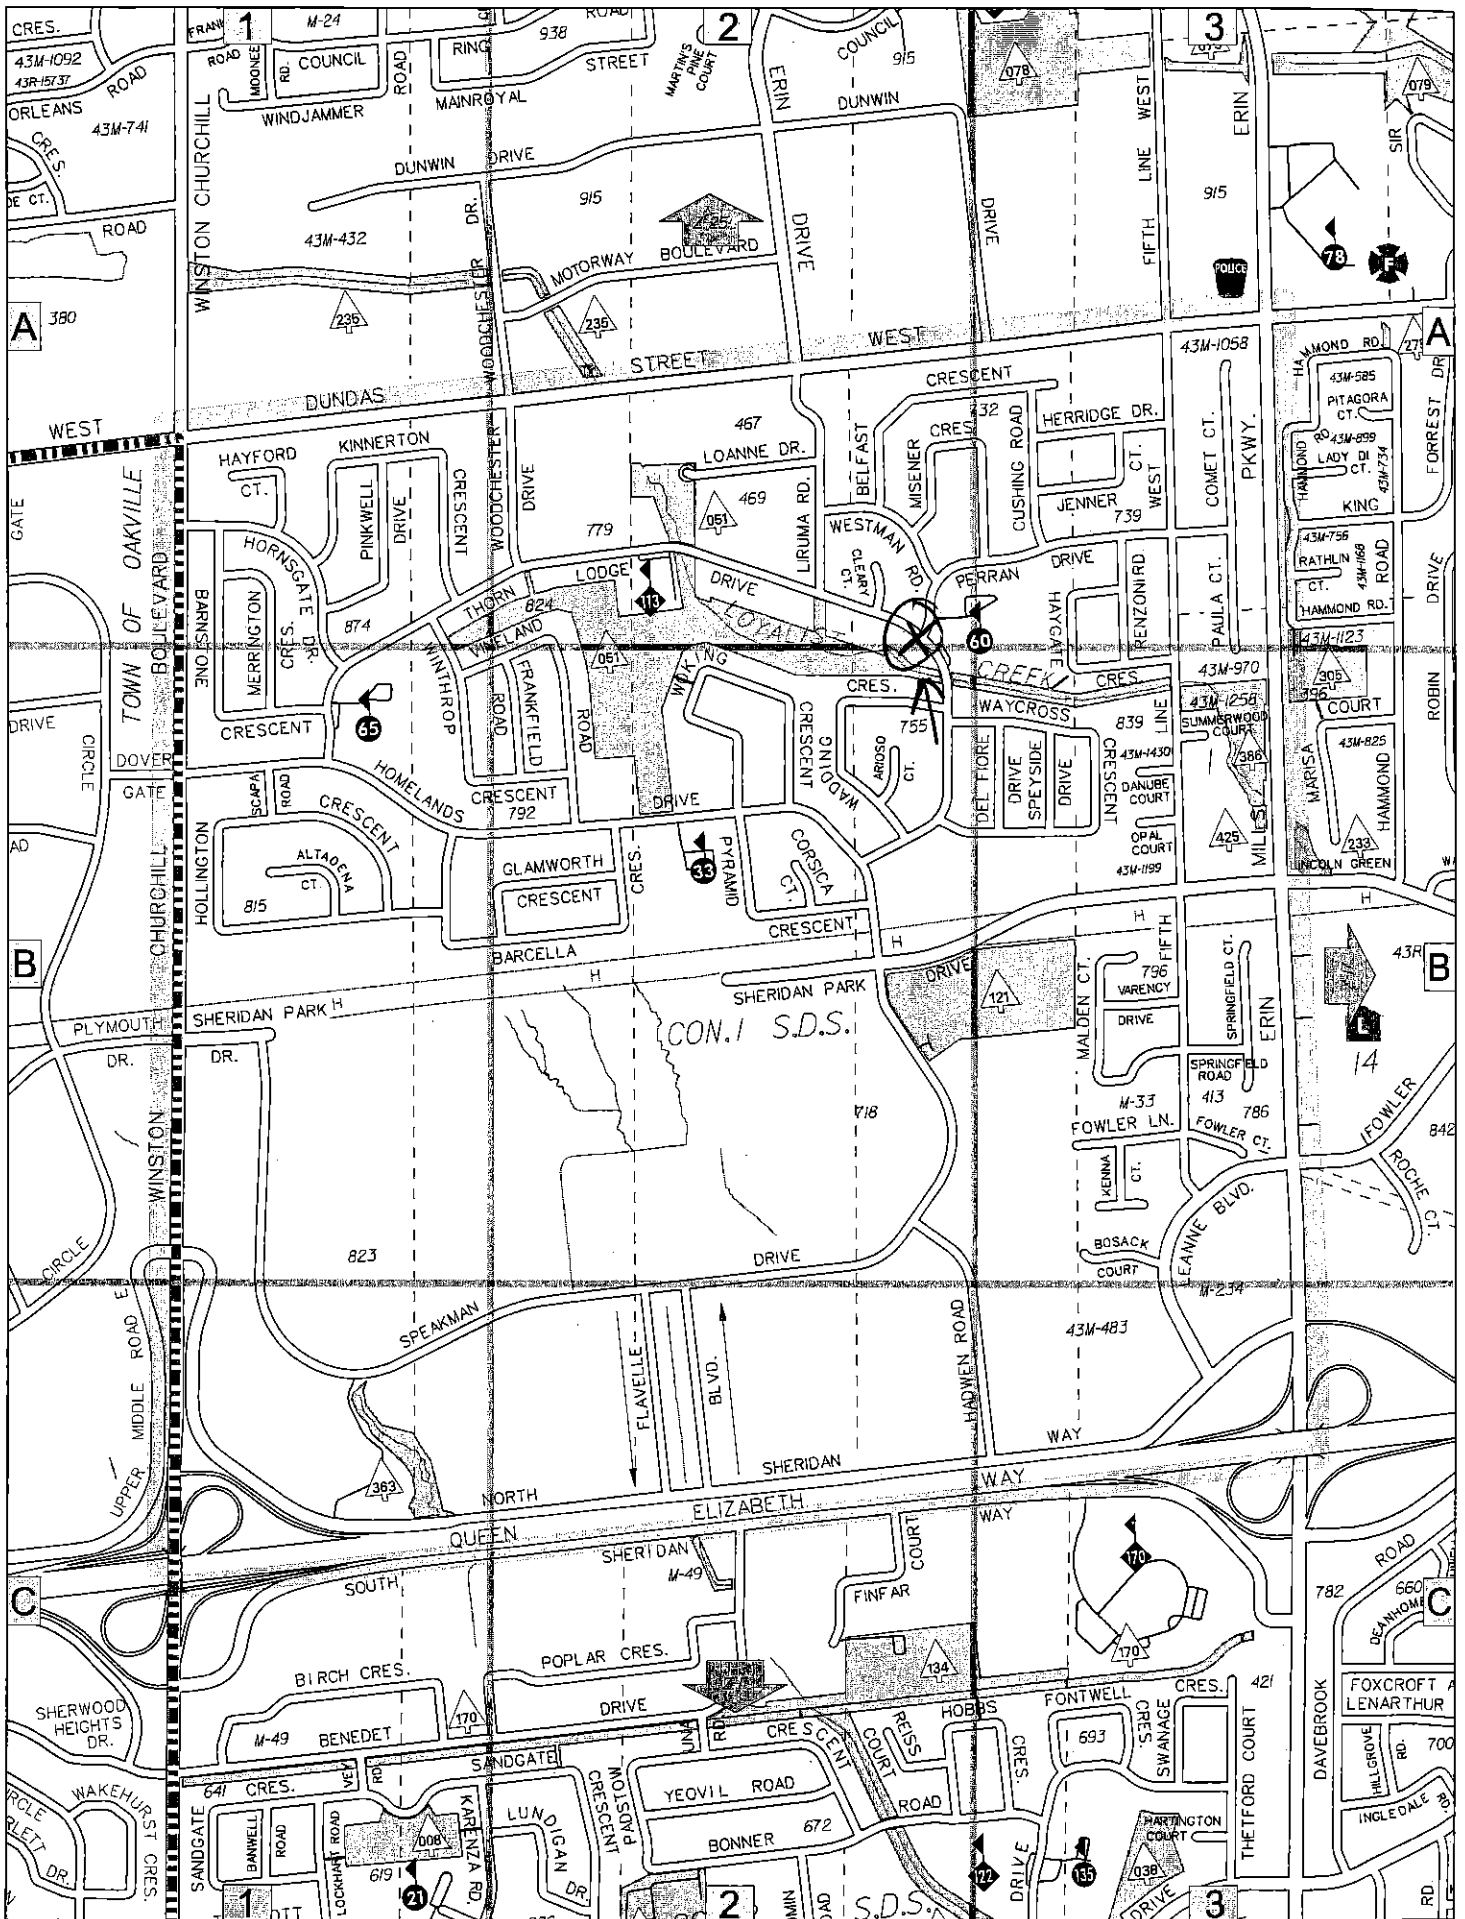 CRES.
43M-1092
43R-15737
ORLEANS ROAD
43M-741
CRES.
ROAD
1
M-24
ROAD
MOONEE RD.
COUNCIL
ROAD
WINDJAMMER
RING
938
ROAD
STREET
MAINROYAL
MARTIN'S PINE COURT
2
ERIN
COUNCIL
915
DUNWIN
078
3
ERIN
079
SIR
WINSTON CHURCHILL
DUNWIN DRIVE
915
43M-432
DR.
WOODCHESTER
MOTORWAY BOULEVARD
DRIVE
DRIVE
FIFTH LINE WEST
915
POLICE
78
F
A
380
235
235
DUNDAS STREET WEST
43M-1058
HAMMOND RD.
A
43M-585
PITAGORA CT.
43M-899
LADY DI CT.
43M-734
FORREST DR
HAMMOND RD
WEST
HAYFORD CT.
KINNERTON CRESCENT
PINKWELL DRIVE
WOODCHESTER DRIVE
467
LOANNE DR.
469
051
779
LIRUMA RD.
BELFAST
CRESCENT
132
MISENER CRES.
CUSHING ROAD
HERRIDGE DR.
CT.
JENNER
739
WEST
COMET CT.
PKWY.
KING
GATE
TOWN OF OAKVILLE
BOULEVARD
BARNSTONE CRESCENT
HORNSGATE DR.
MERRINGTON CRES.
874
THORN LODGE DRIVE
824
113
WESTMAN RD.
CLEARY CT.
PERRAN DRIVE
60
HAYGATE CRES.
RENZONI RD.
PAULA CT.
43M-756
RATHLIN CT.
43M-1168
ROAD
HAMMOND RD.
43M-1123
DRIVE
LOYALIST CREEK
VINELAND ROAD
WINTHROP ROAD
FRANKFIELD
051
WOKING CRESCENT
CRES.
755
ARIOSO CT.
WADDING
WAYCROSS CRESCENT
DEL FIORE DRIVE
SPEYSIDE DRIVE
839
LINE
43M-970
43M-1258
SUMMERWOOD COURT
386
305
396
COURT
43M-825
ROBIN
MARISA
HAMMOND
65
DRIVE
CIRCLE
DOVER GATE
SCAPA ROAD
HOMELANDS DRIVE
CRESCENT
792
43M-1430
DANUBE COURT
OPAL COURT
43M-1199
425
MILLS
233
LINCOLN GREEN
HOLLINGTON CRESCENT
ALTADENA CT.
815
GLAMWORTH CRESCENT
CRES.
33
PYRAMID CRESCENT
CORSICA CT.
BARCELLA
H
H
H
H
H
B
CHURCHILL
SHERIDAN PARK DRIVE
121
CON.1 S.D.S.
MALDEN CT.
796
VARENCY DRIVE
FIFTH
SPRINGFIELD CT.
ERIN
43R
B
L
14
PLYMOUTH DR.
SHERIDAN PARK DR.
H
H
SPRINGFIELD ROAD
413
786
M-33
FOWLER LN.
FOWLER CT.
FOWLER
842
ROCHE CT.
718
WINSTON
KENNA CT.
BOSACK COURT
LEANNE BLVD.
M-234
CIRCLE
823
SPEAKMAN DRIVE
HADWEN ROAD
43M-483
UPPER MIDDLE ROAD E.
FLAVELLE BLVD.
363
NORTH SHERIDAN WAY
QUEEN ELIZABETH WAY
SOUTH SHERIDAN WAY
M-49
FINFAR COURT
170
ROAD
C
782
660
C
DEANHOME
BIRCH CRES.
POPLAR CRES.
134
170
421
SHERWOOD HEIGHTS DR.
M-49
BENEDET DRIVE
170
HOBBS CRES.
FONTWELL CRES.
693
SWANAGE CRES.
THETFORD COURT
DAVEBROOK
FOXCROFT
LENARTHUR
HILLGROVE RD.
700
INGLEDALE
WAKEHURST CRES.
641
CRES.
SANDGATE
SANDGATE CRESCENT
REISS COURT
YEOVIL ROAD
PADSTOW CRESCENT
BANWELL ROAD
LOCKHART ROAD
008
619
21
KARENZA RD.
LUNDIGAN DR.
BONNER ROAD
672
122
DRIVE
135
HARTINGTON COURT
038
DRIVE
RD.
DR.
1
2
S.D.S.
3